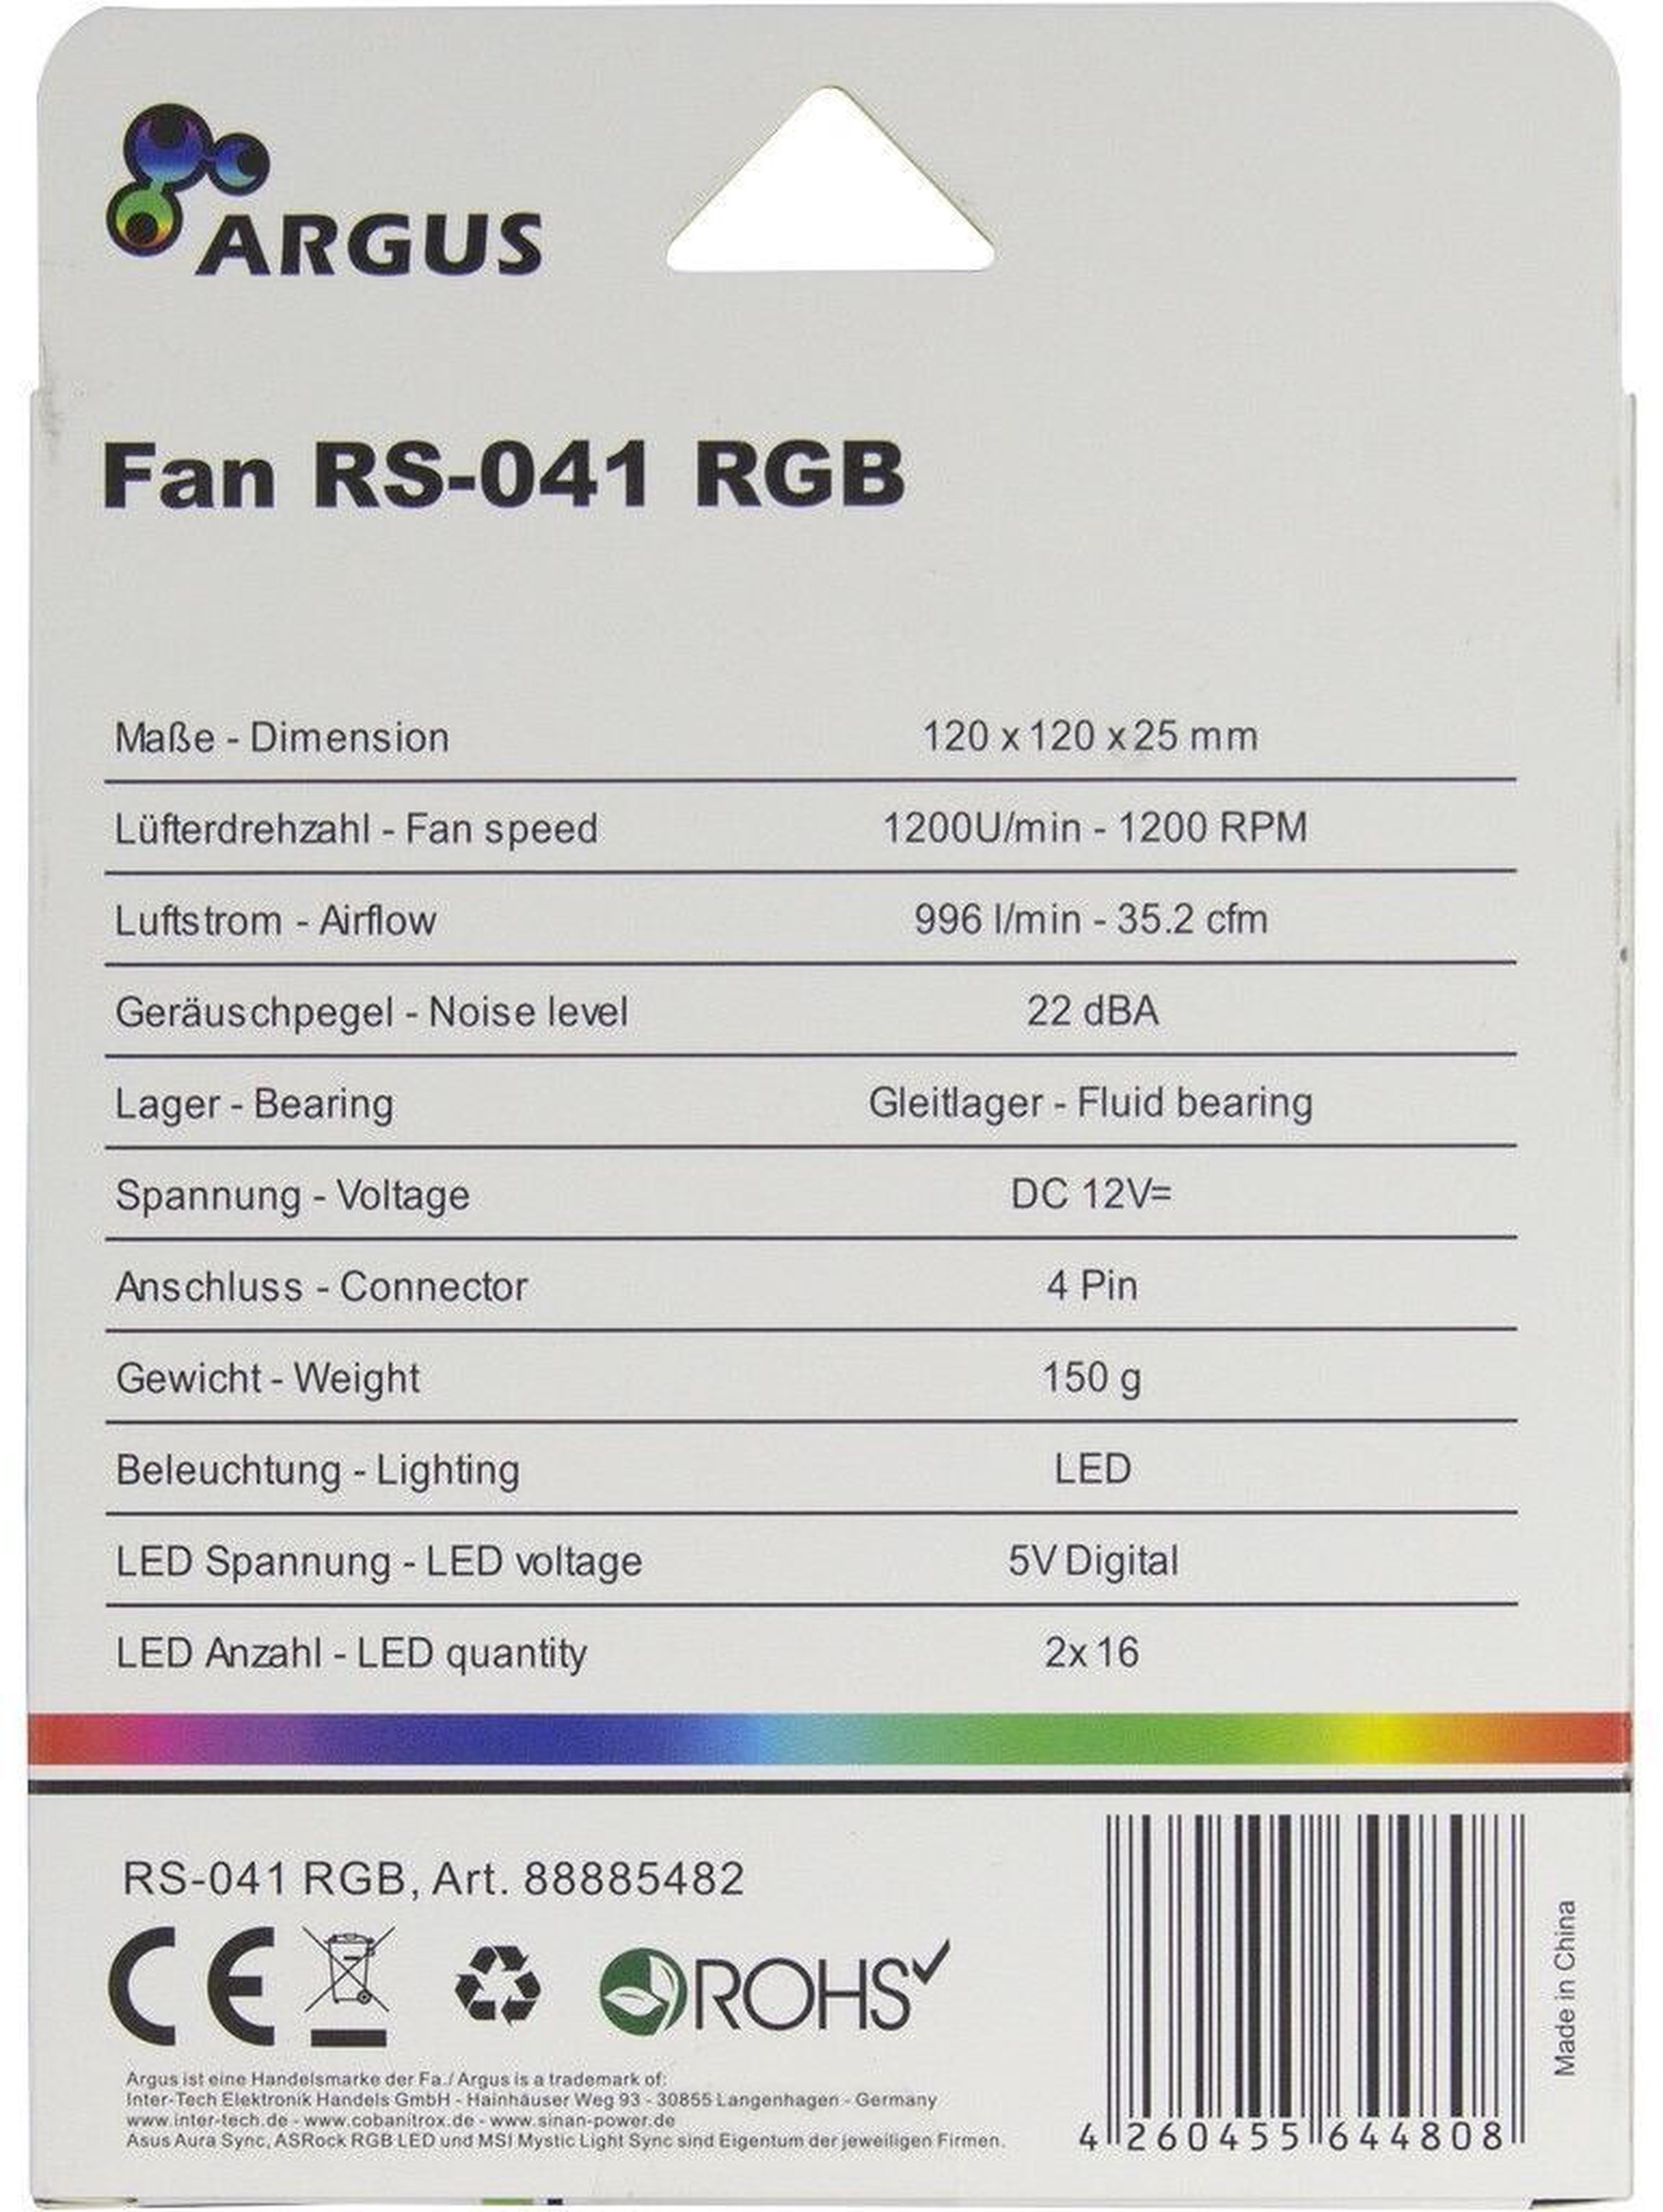 ARGUS
Fan RS-041 RGB
Maße - Dimension 120 x 120 x 25 mm
Lüfterdrehzahl - Fan speed 1200U/min - 1200 RPM
Luftstrom - Airflow 996 l/min - 35.2 cfm
Geräuschpegel - Noise level 22 dBA
Lager - Bearing Gleitlager - Fluid bearing
Spannung - Voltage DC 12V=
Anschluss - Connector 4 Pin
Gewicht - Weight 150 g
Beleuchtung - Lighting LED
LED Spannung - LED voltage 5V Digital
LED Anzahl - LED quantity 2x 16
RS-041 RGB, Art. 88885482
CE
ROHS
Argus ist eine Handelsmarke der Fa./ Argus is a trademark of:
Inter-Tech Elektronik Handels GmbH - Hainhäuser Weg 93 - 30855 Langenhagen - Germany
www.inter-tech.de - www.cobanitrox.de - www.sinan-power.de
Asus Aura Sync, ASRock RGB LED und MSI Mystic Light Sync sind Eigentum der jeweiligen Firmen.
4 260455 644808
Made in China